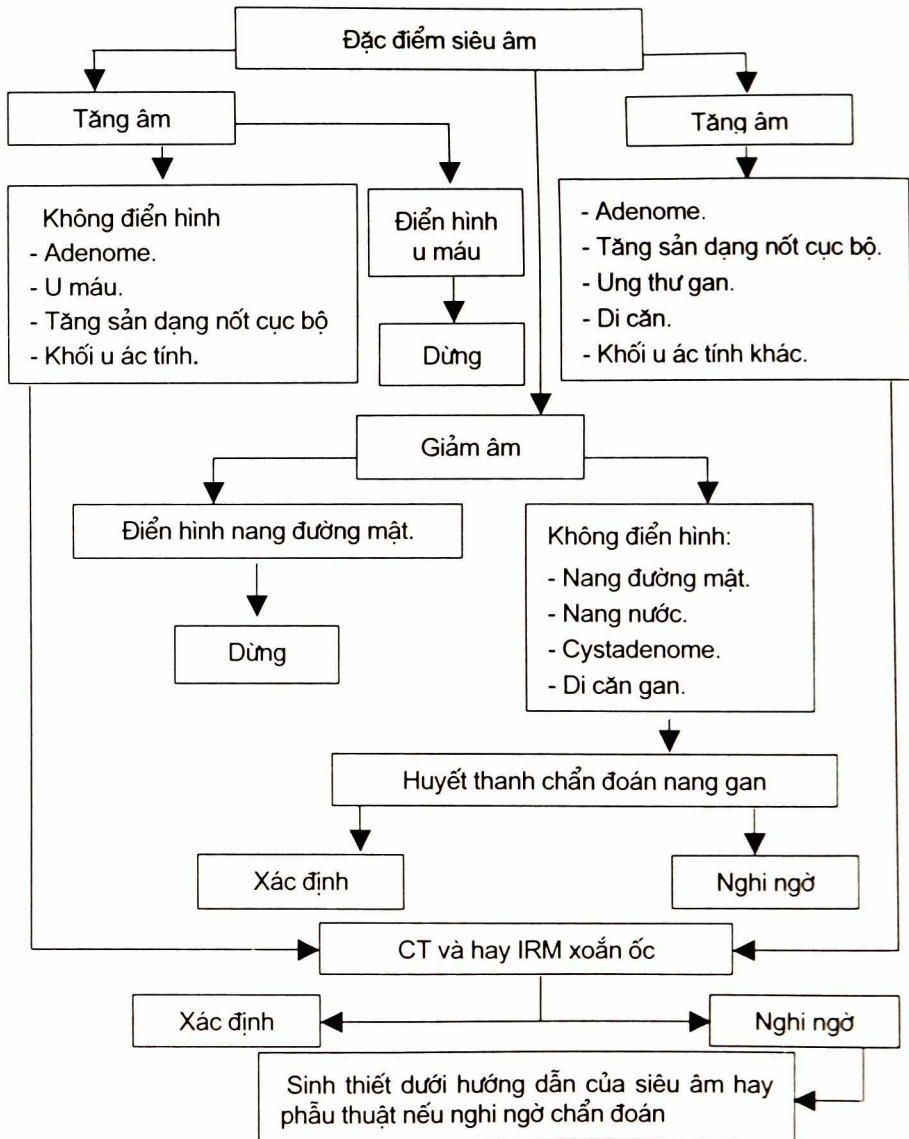 Đặc điểm siêu âm
Tăng âm
Tăng âm
Không điển hình
- Adenome.
- U máu.
- Tăng sản dạng nốt cục bộ
- Khối u ác tính.
Điển hình
u máu
- Adenome.
- Tăng sản dạng nốt cục bộ.
- Ung thư gan.
- Di căn.
- Khối u ác tính khác.
Dừng
Giảm âm
Điển hình nang đường mật.
Không điển hình:
- Nang đường mật.
- Nang nước.
- Cystadenome.
- Di căn gan.
Dừng
Huyết thanh chẩn đoán nang gan
Xác định
Nghi ngờ
CT và hay IRM xoắn ốc
Xác định
Nghi ngờ
Sinh thiết dưới hướng dẫn của siêu âm hay
phẫu thuật nếu nghi ngờ chẩn đoán